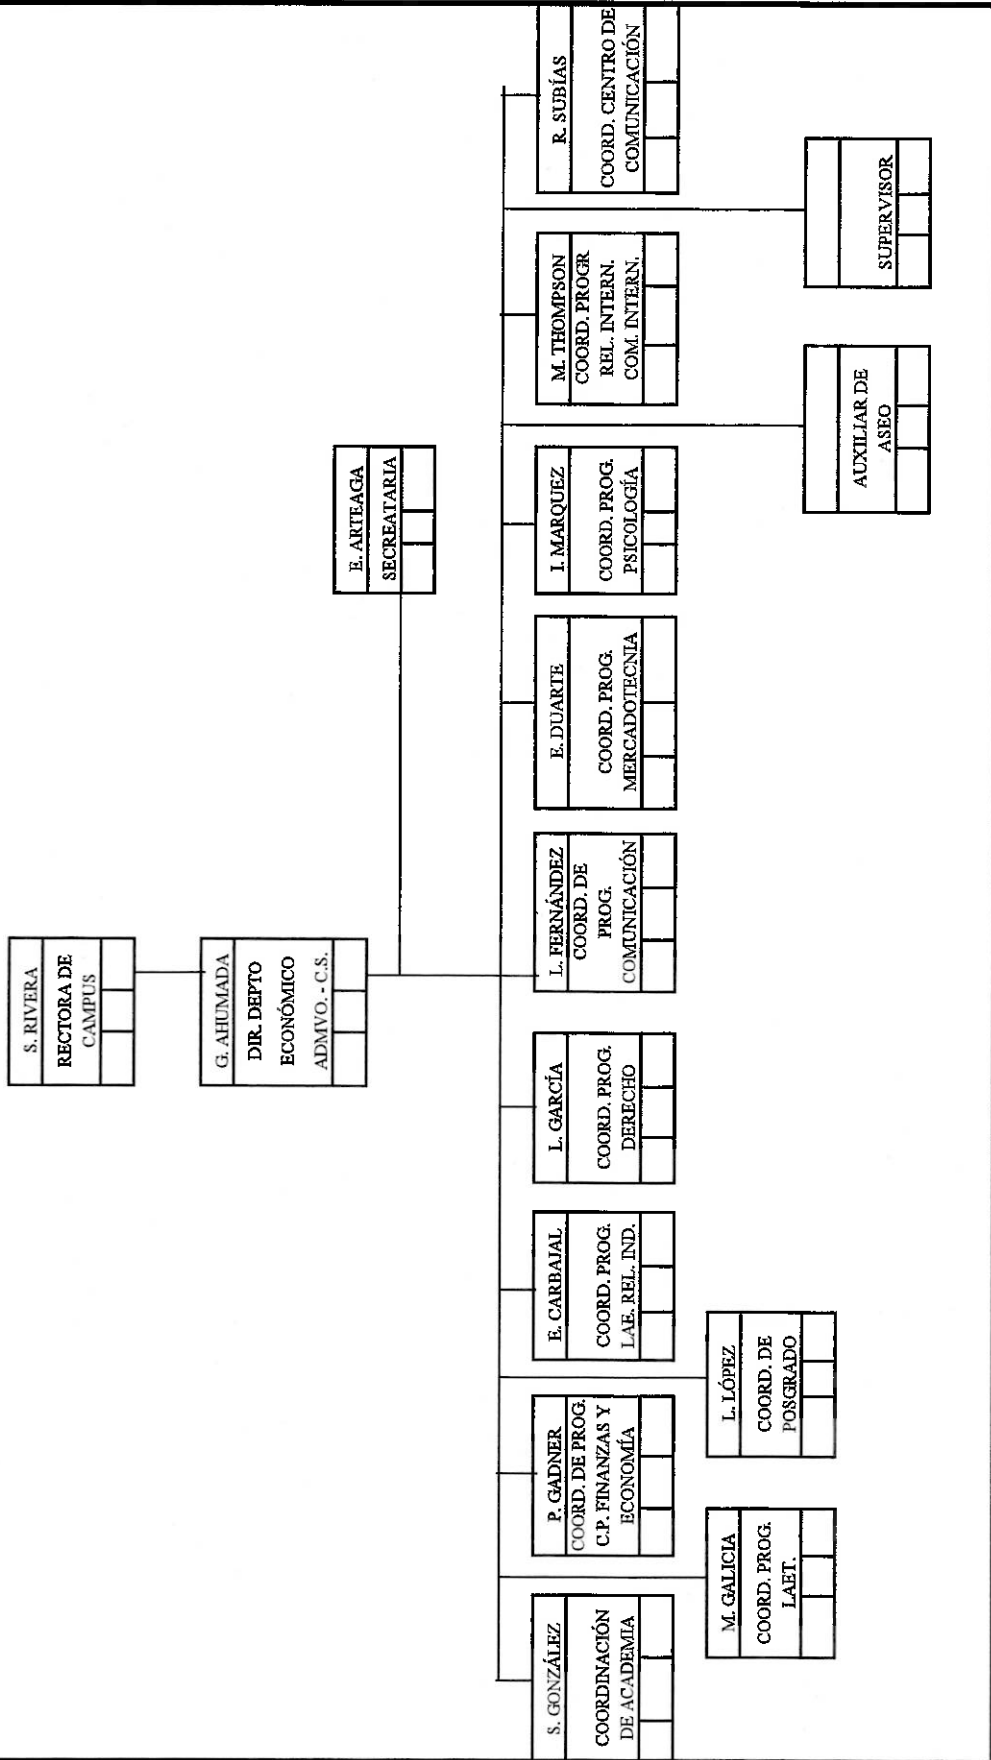 S. RIVERA
RECTORA DE
CAMPUS
G. AHUMADA
DIR. DEPTO
ECONÓMICO
ADMVO. - C.S.
E. ARTEAGA
SECREATARIA
S. GONZÁLEZ
COORDINACIÓN
DE ACADEMIA
P. GADNER
COORD. DE PROG.
C.P. FINANZAS Y
ECONOMÍA
E. CARBAJAL
COORD. PROG.
LAE. REL. IND.
L. GARCÍA
COORD. PROG.
DERECHO
L. FERNÁNDEZ
COORD. DE
PROG.
COMUNICACIÓN
E. DUARTE
COORD. PROG.
MERCADOTECNIA
I. MARQUEZ
COORD. PROG.
PSICOLOGÍA
M. THOMPSON
COORD. PROGR
REL. INTERN.
COM. INTERN.
R. SUBÍAS
COORD. CENTRO DE
COMUNICACIÓN
M. GALICIA
COORD. PROG.
LAET.
L. LÓPEZ
COORD. DE
POSGRADO
AUXILIAR DE
ASEO
SUPERVISOR